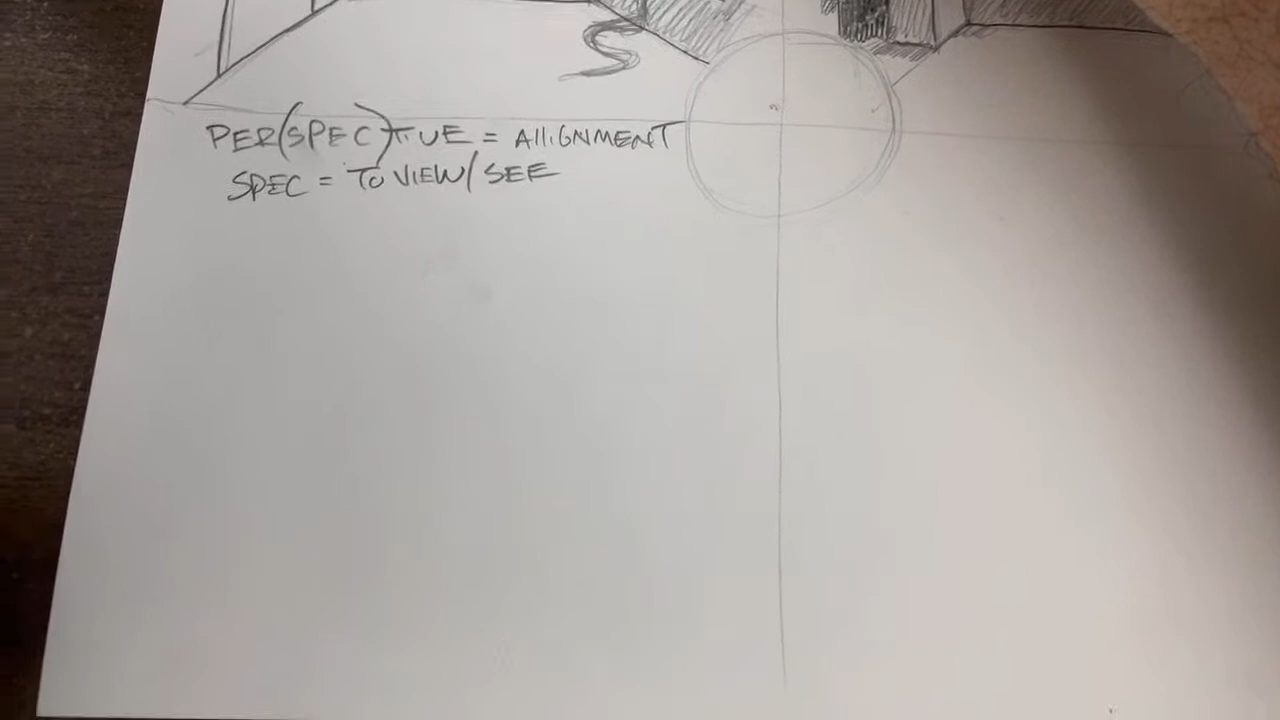 PER(SPEC)TIVE = AllIGNMENT
SPEC = TO VIEW/SEE